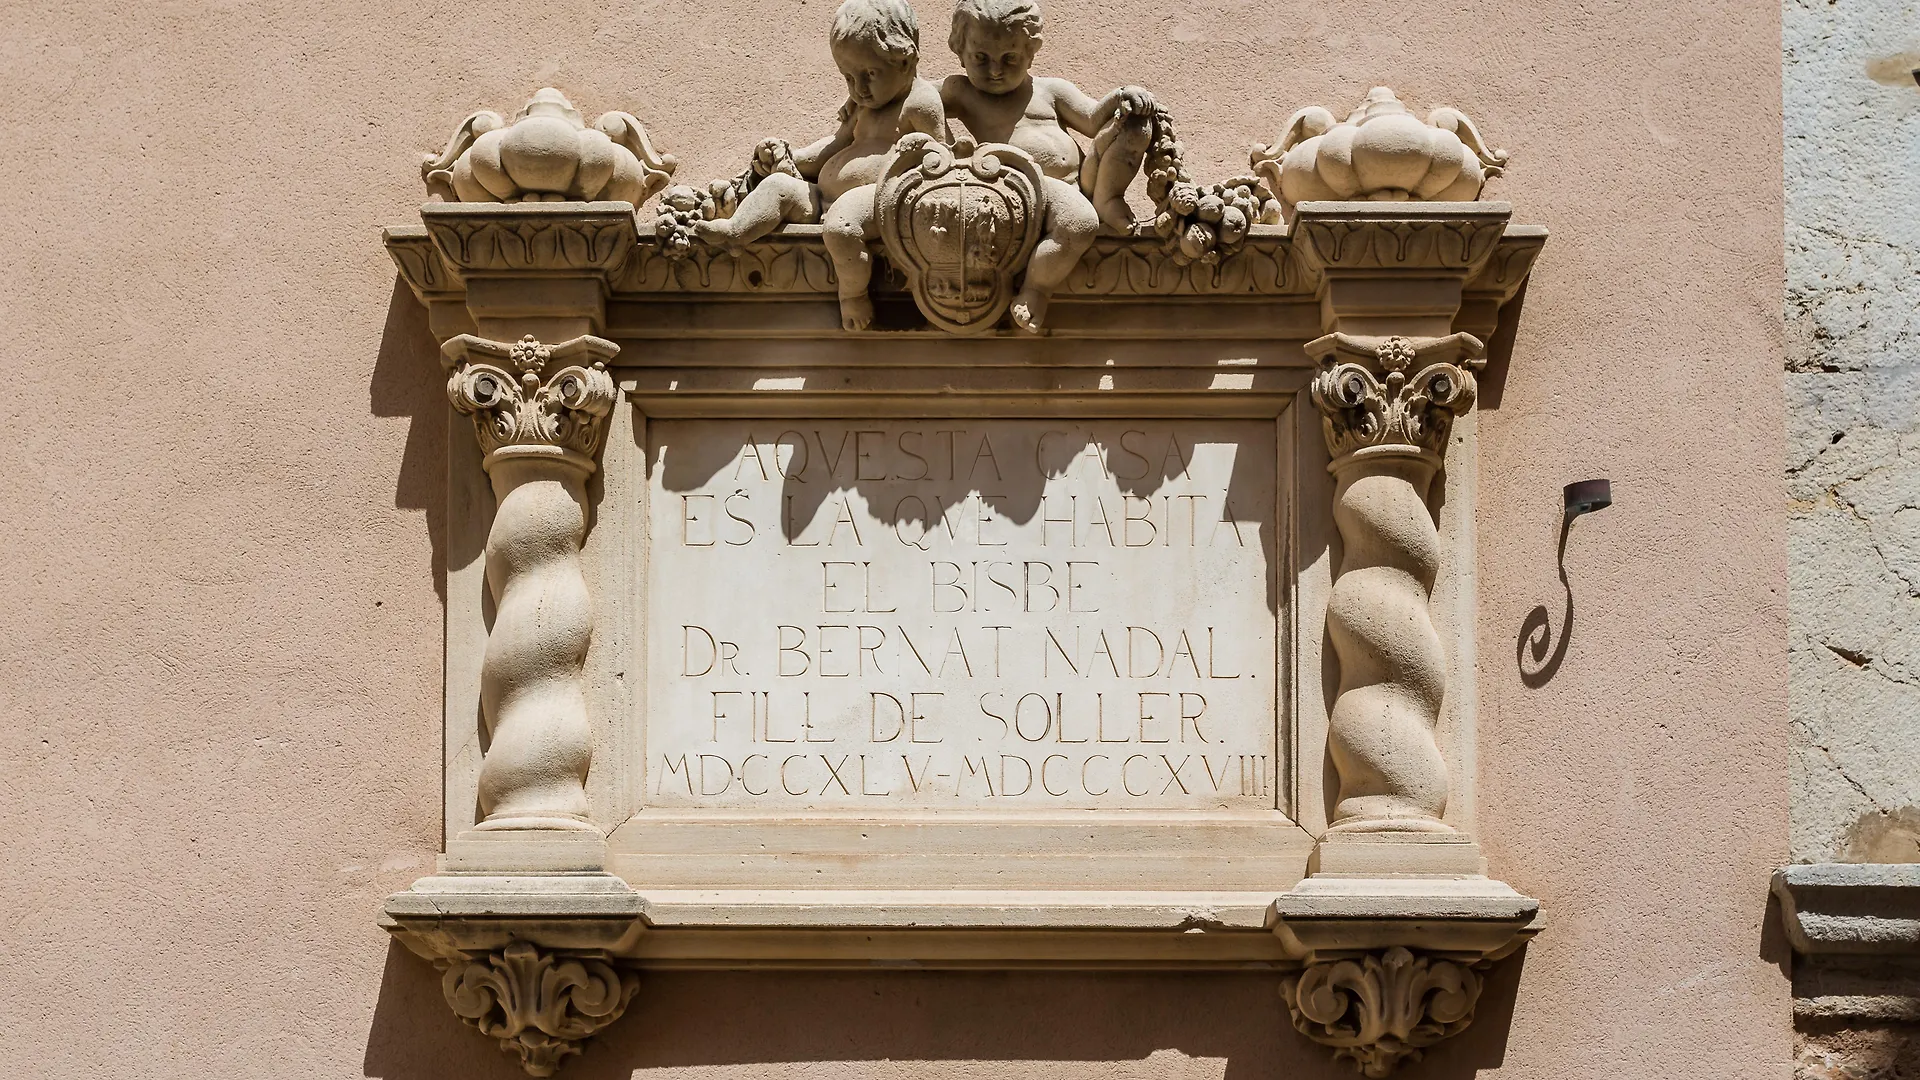 AQVESTA CASA
ES LA QVE HABITÀ
EL BISBE
DR. BERNAT NADAL.
FILL DE SOLLER.
MDCCXLV-MDCCCXVIII